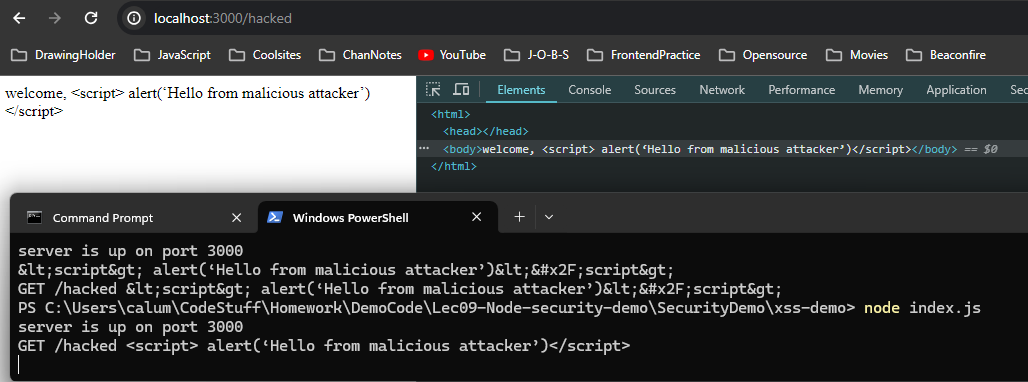 localhost:3000/hacked
DrawingHolder JavaScript Coolsites ChanNotes YouTube J-O-B-S FrontendPractice Opensource Movies Beaconfire
welcome, <script> alert(‘Hello from malicious attacker’)
</script>
Elements Console Sources Network Performance Memory Application Sec
<html>
<head></head>
<body>welcome, <script> alert(‘Hello from malicious attacker’)</script></body> == $0
</html>
Command Prompt Windows PowerShell
server is up on port 3000
&lt;script&gt; alert(‘Hello from malicious attacker’)&lt;&#x2F;script&gt;
GET /hacked &lt;script&gt; alert(‘Hello from malicious attacker’)&lt;&#x2F;script&gt;
PS C:\Users\calum\CodeStuff\Homework\DemoCode\Lec09-Node-security-demo\SecurityDemo\xss-demo> node index.js
server is up on port 3000
GET /hacked <script> alert(‘Hello from malicious attacker’)</script>